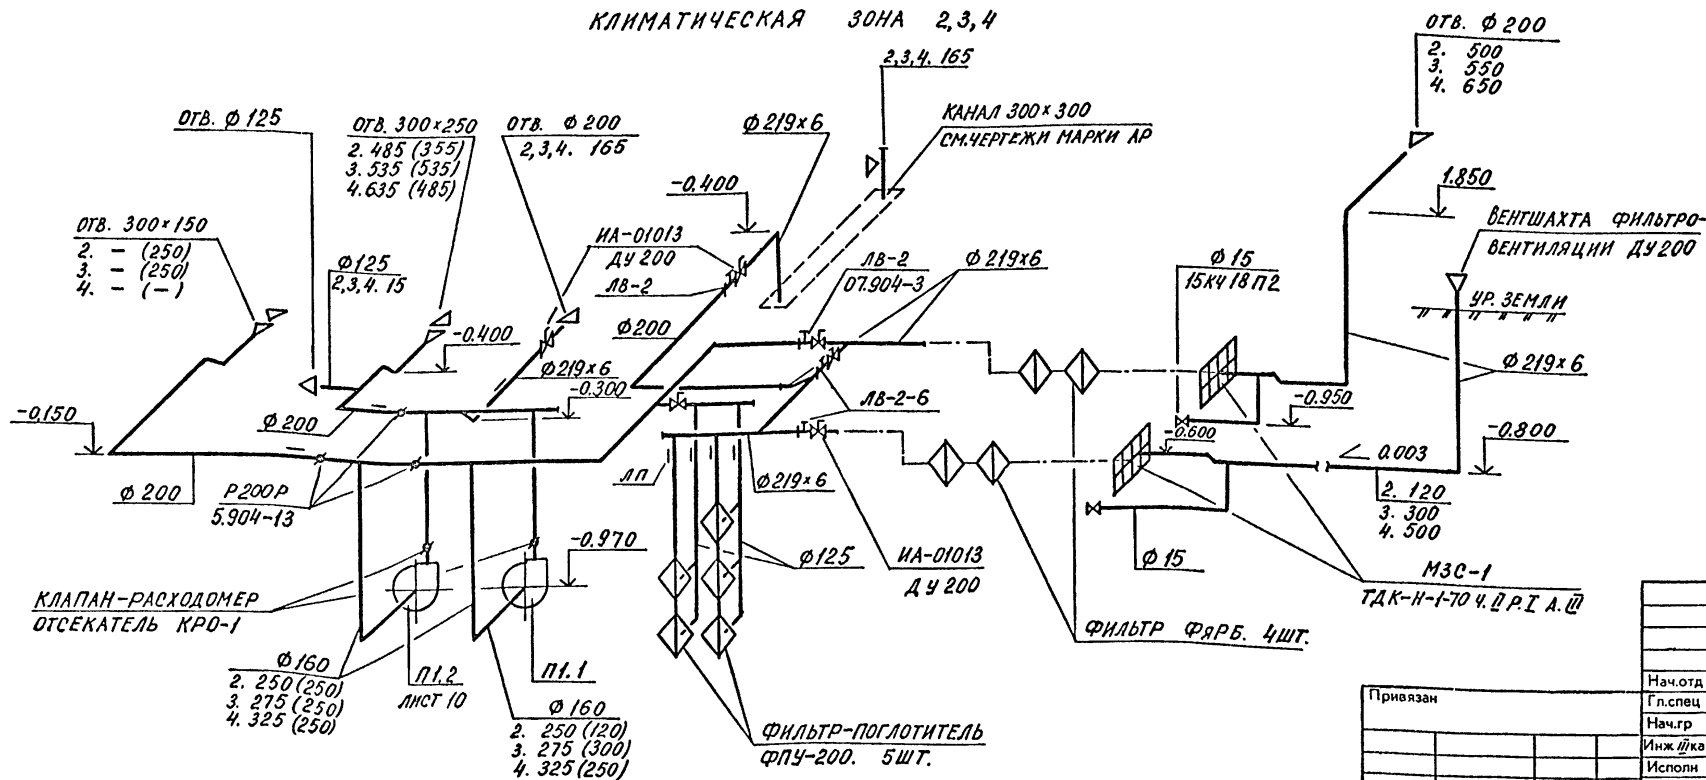 КЛИМАТИЧЕСКАЯ ЗОНА 2,3,4
ОТВ. Ф 200
2. 500
3. 550
4. 650
2,3,4. 165
КАНАЛ 300×300
СМ.ЧЕРТЕЖИ МАРКИ АР
ОТВ. Ф 125
ОТВ. 300×250
2. 485 (355)
3. 535 (535)
4. 635 (485)
ОТВ. Ф 200
2,3,4. 165
Ф 219×6
-0.400
1.850
ОТВ. 300×150
2. – (250)
3. – (250)
4. – (–)
Ф125
2,3,4. 15
ИА-01013
ДУ 200
ЛВ-2
ЛВ-2
07.904-3
Ф 219×6
Ф 15
15КЧ 18 П2
ВЕНТШАХТА ФИЛЬТРО-
ВЕНТИЛЯЦИИ ДУ 200
УР. ЗЕМЛИ
-0.400
Ф200
Ф219×6
-0.300
Ф 219×6
-0.150
Ф 200
ЛВ-2-6
-0.950
-0.600
0.003
-0.800
Ф 200
Р200Р
5.904-13
ЛП
Ф219×6
2. 120
3. 300
4. 500
-0.970
Ф125
ИА-01013
ДУ 200
Ф 15
МЗС-1
ТДК-Н-1-70 Ч. II Р. I А. III
КЛАПАН-РАСХОДОМЕР
ОТСЕКАТЕЛЬ КРО-1
ФИЛЬТР ФЯРБ. 4ШТ.
Ф 160
2. 250 (250)
3. 275 (250)
4. 325 (250)
П1.2
ЛИСТ 10
П1.1
Ф 160
2. 250 (120)
3. 275 (300)
4. 325 (250)
ФИЛЬТР-ПОГЛОТИТЕЛЬ
ФПУ-200. 5ШТ.
Привязан
Нач.отд
Гл.спец
Нач.гр
Инж III ка
Исполн